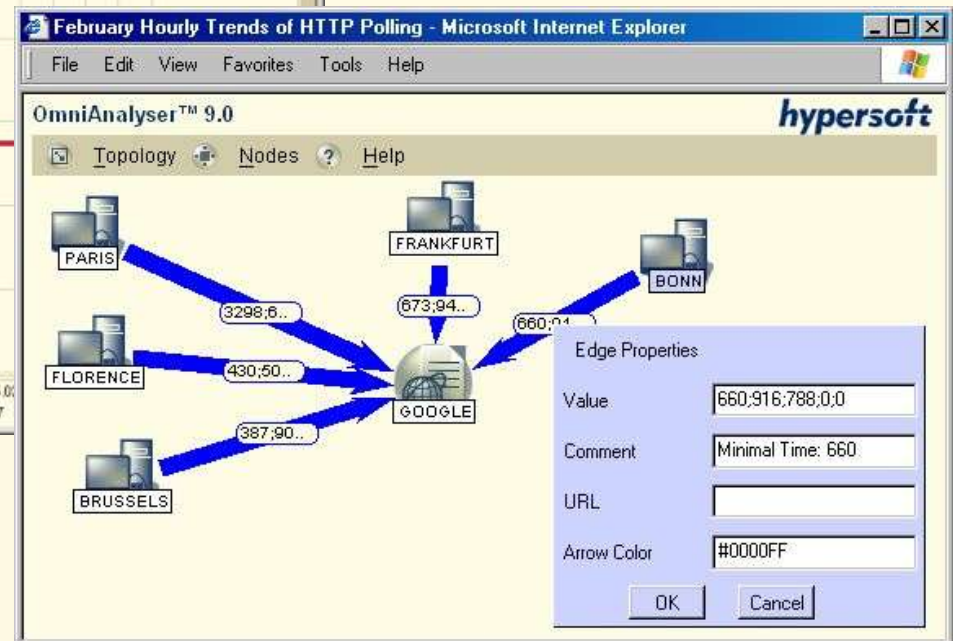 February Hourly Trends of HTTP Polling - Microsoft Internet Explorer
File Edit View Favorites Tools Help
OmniAnalyser™ 9.0
hypersoft
Topology Nodes ? Help
PARIS
FRANKFURT
BONN
3298;6..
673;94..
FLORENCE
430;50..
GOOGLE
387;90..
BRUSSELS
Edge Properties
Value 660;916;788;0;0
Comment Minimal Time: 660
URL
Arrow Color #0000FF
OK Cancel